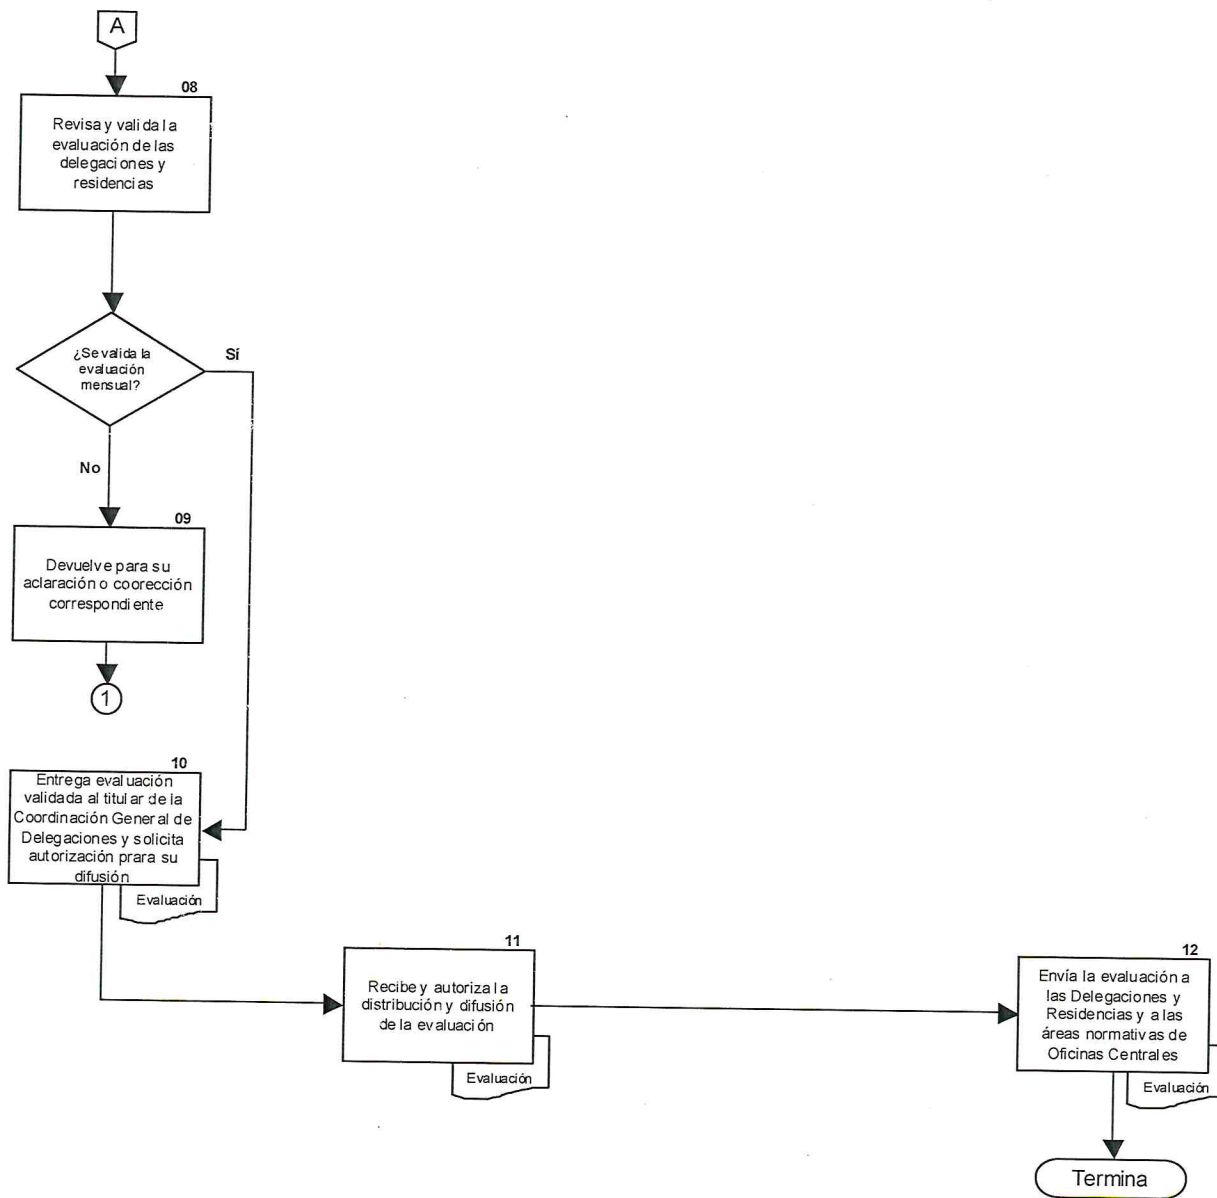 A
08
Revisa y valida la
evaluación de las
delegaciones y
residencias
¿Se valida la
evaluación
mensual?
Sí
No
09
Devuelve para su
aclaración o coorección
correspondiente
1
10
Entrega evaluación
validada al titular de la
Coordinación General de
Delegaciones y solicita
autorización prara su
difusión
Evaluación
11
Recibe y autoriza la
distribución y difusión
de la evaluación
Evaluación
12
Envía la evaluación a
las Delegaciones y
Residencias y a las
áreas normativas de
Oficinas Centrales
Evaluación
Termina